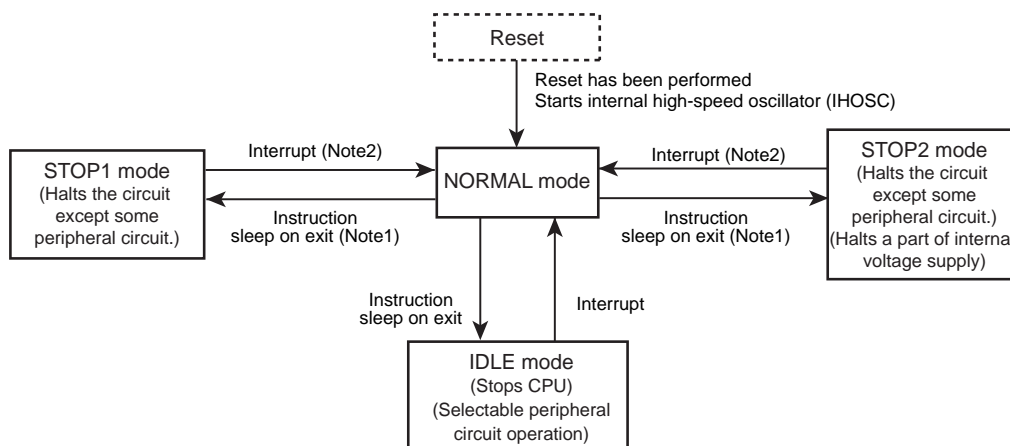 Reset
Reset has been performed
Starts internal high-speed oscillator (IHOSC)
STOP1 mode
(Halts the circuit
except some
peripheral circuit.)
Interrupt (Note2)
Instruction
sleep on exit (Note1)
NORMAL mode
Interrupt (Note2)
Instruction
sleep on exit (Note1)
STOP2 mode
(Halts the circuit
except some
peripheral circuit.)
(Halts a part of internal
voltage supply)
Instruction
sleep on exit
Interrupt
IDLE mode
(Stops CPU)
(Selectable peripheral
circuit operation)